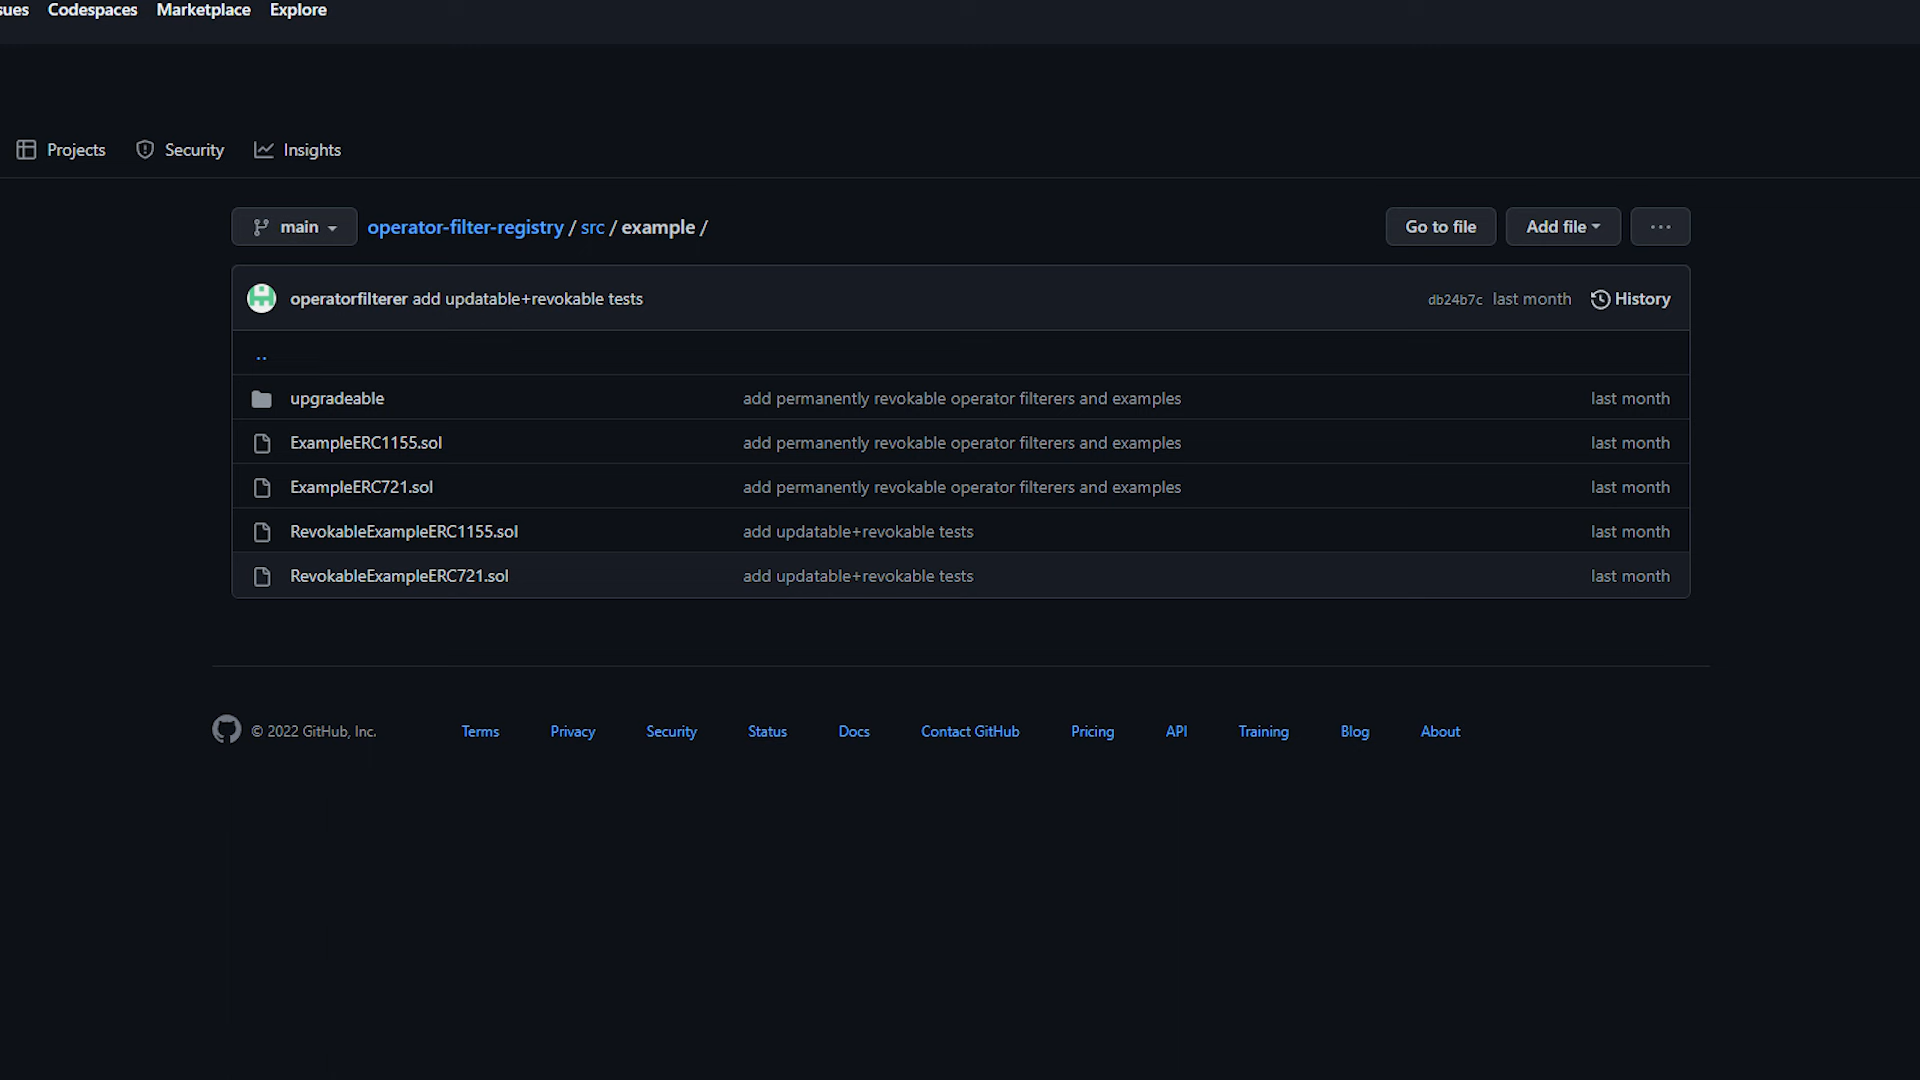 Codespaces Marketplace Explore
Projects Security Insights
main operator-filter-registry / src / example / Go to file Add file ...
operatorfilterer add updatable+revokable tests db24b7c last month History
..
upgradeable add permanently revokable operator filterers and examples last month
ExampleERC1155.sol add permanently revokable operator filterers and examples last month
ExampleERC721.sol add permanently revokable operator filterers and examples last month
RevokableExampleERC1155.sol add updatable+revokable tests last month
RevokableExampleERC721.sol add updatable+revokable tests last month
© 2022 GitHub, Inc. Terms Privacy Security Status Docs Contact GitHub Pricing API Training Blog About